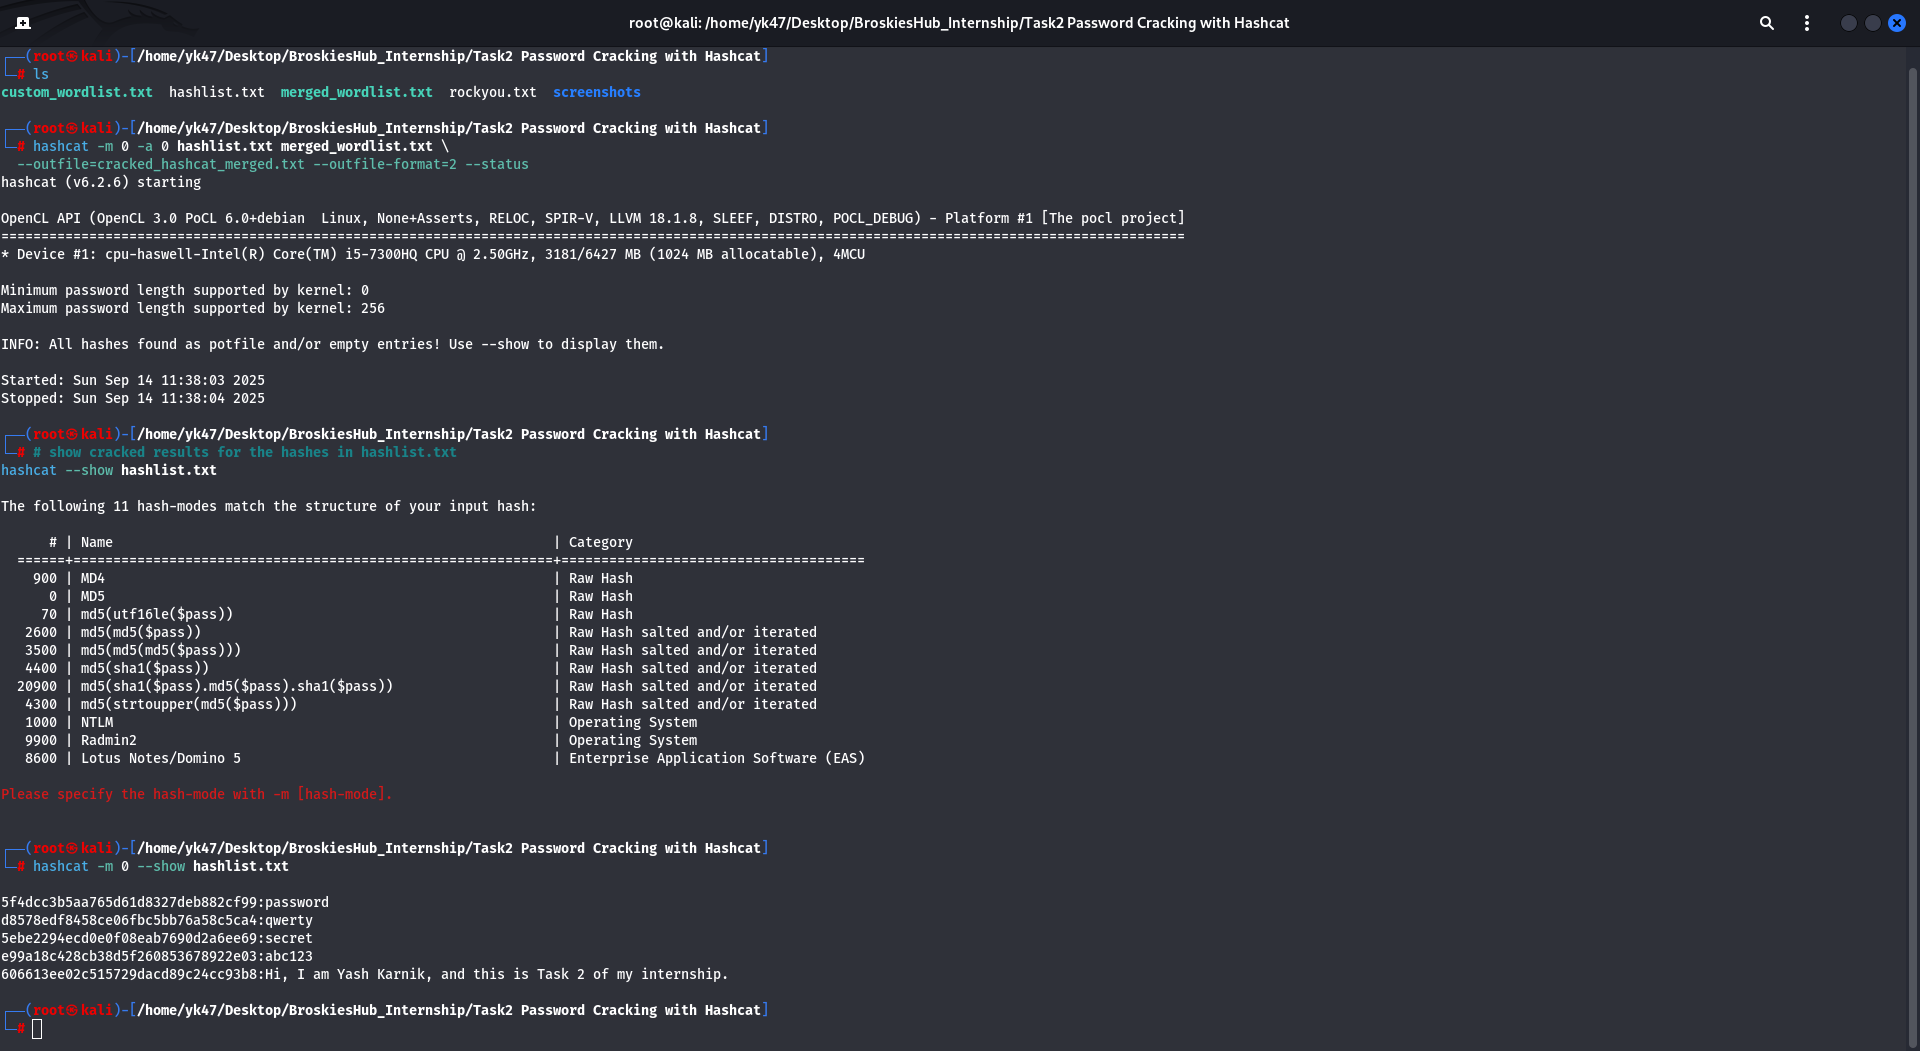 root@kali: /home/yk47/Desktop/BroskiesHub_Internship/Task2 Password Cracking with Hashcat
┌──(root㉿kali)-[/home/yk47/Desktop/BroskiesHub_Internship/Task2 Password Cracking with Hashcat]
└─# ls
custom_wordlist.txt  hashlist.txt  merged_wordlist.txt  rockyou.txt  screenshots
┌──(root㉿kali)-[/home/yk47/Desktop/BroskiesHub_Internship/Task2 Password Cracking with Hashcat]
└─# hashcat -m 0 -a 0 hashlist.txt merged_wordlist.txt \
  --outfile=cracked_hashcat_merged.txt --outfile-format=2 --status
hashcat (v6.2.6) starting
OpenCL API (OpenCL 3.0 PoCL 6.0+debian  Linux, None+Asserts, RELOC, SPIR-V, LLVM 18.1.8, SLEEF, DISTRO, POCL_DEBUG) - Platform #1 [The pocl project]
====================================================================================================================================================
* Device #1: cpu-haswell-Intel(R) Core(TM) i5-7300HQ CPU @ 2.50GHz, 3181/6427 MB (1024 MB allocatable), 4MCU
Minimum password length supported by kernel: 0
Maximum password length supported by kernel: 256
INFO: All hashes found as potfile and/or empty entries! Use --show to display them.
Started: Sun Sep 14 11:38:03 2025
Stopped: Sun Sep 14 11:38:04 2025
┌──(root㉿kali)-[/home/yk47/Desktop/BroskiesHub_Internship/Task2 Password Cracking with Hashcat]
└─# # show cracked results for the hashes in hashlist.txt
hashcat --show hashlist.txt
The following 11 hash-modes match the structure of your input hash:
      # | Name                                                       | Category
  ======+============================================================+======================================
    900 | MD4                                                        | Raw Hash
      0 | MD5                                                        | Raw Hash
     70 | md5(utf16le($pass))                                        | Raw Hash
   2600 | md5(md5($pass))                                            | Raw Hash salted and/or iterated
   3500 | md5(md5(md5($pass)))                                       | Raw Hash salted and/or iterated
   4400 | md5(sha1($pass))                                           | Raw Hash salted and/or iterated
  20900 | md5(sha1($pass).md5($pass).sha1($pass))                    | Raw Hash salted and/or iterated
   4300 | md5(strtoupper(md5($pass)))                                | Raw Hash salted and/or iterated
   1000 | NTLM                                                       | Operating System
   9900 | Radmin2                                                    | Operating System
   8600 | Lotus Notes/Domino 5                                       | Enterprise Application Software (EAS)
Please specify the hash-mode with -m [hash-mode].
┌──(root㉿kali)-[/home/yk47/Desktop/BroskiesHub_Internship/Task2 Password Cracking with Hashcat]
└─# hashcat -m 0 --show hashlist.txt
5f4dcc3b5aa765d61d8327deb882cf99:password
d8578edf8458ce06fbc5bb76a58c5ca4:qwerty
5ebe2294ecd0e0f08eab7690d2a6ee69:secret
e99a18c428cb38d5f260853678922e03:abc123
606613ee02c515729dacd89c24cc93b8:Hi, I am Yash Karnik, and this is Task 2 of my internship.
┌──(root㉿kali)-[/home/yk47/Desktop/BroskiesHub_Internship/Task2 Password Cracking with Hashcat]
└─#